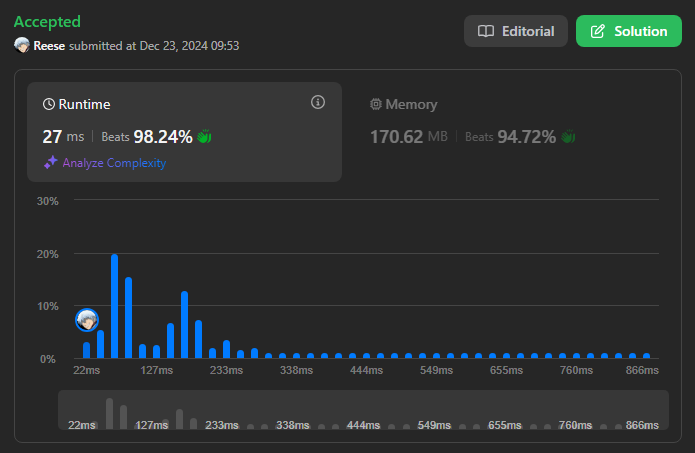 Accepted
Reese submitted at Dec 23, 2024 09:53
Editorial
Solution
Runtime
27 ms | Beats 98.24%
Analyze Complexity
Memory
170.62 MB | Beats 94.72%
30%
20%
10%
0%
22ms 127ms 233ms 338ms 444ms 549ms 655ms 760ms 866ms
22ms 127ms 233ms 338ms 444ms 549ms 655ms 760ms 866ms